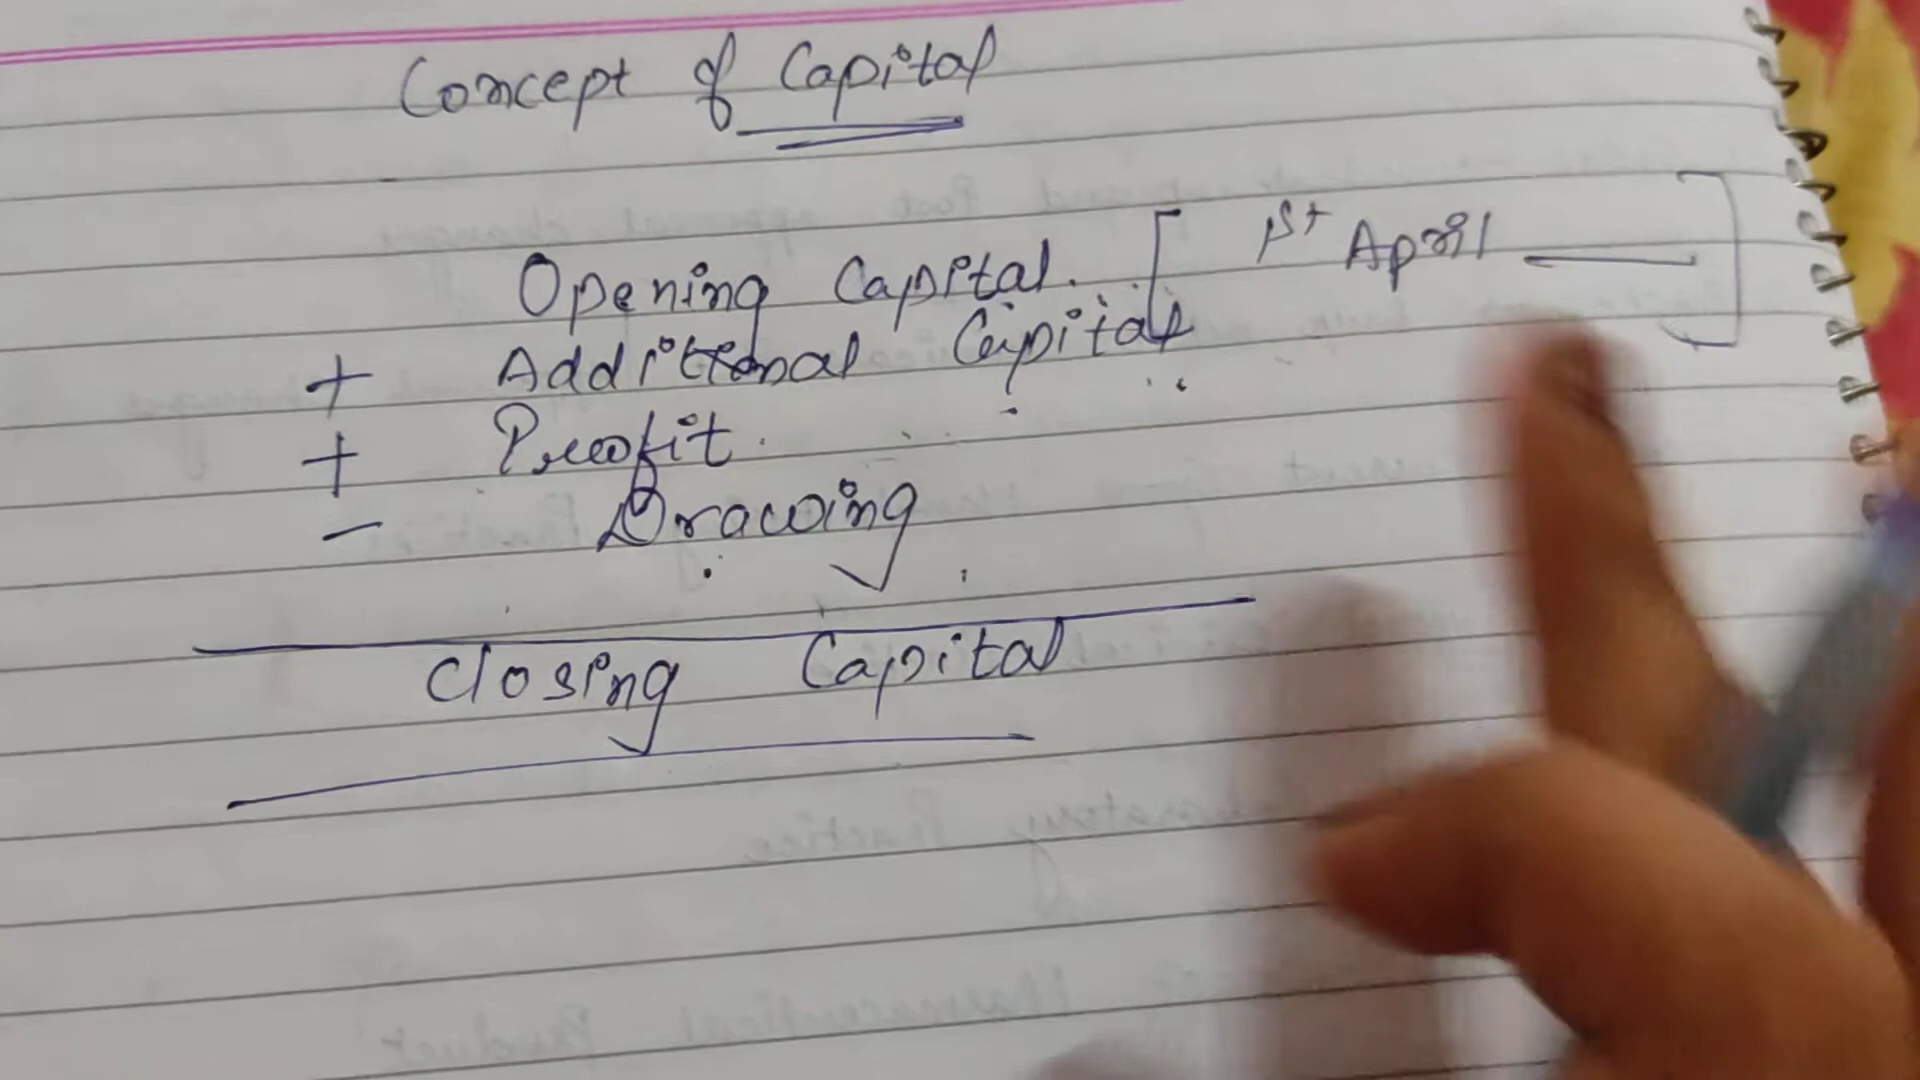 Concept of Capital
Opening Capital. [ 1st April — ]
+ Additional Capital
+ Profit
- Drawing
Closing Capital